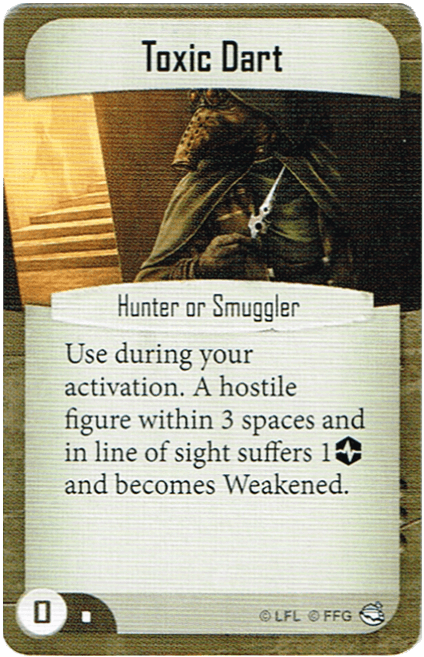 Toxic Dart
Hunter or Smuggler
Use during your
activation. A hostile
figure within 3 spaces and
in line of sight suffers 1
and becomes Weakened.
0
© LFL © FFG